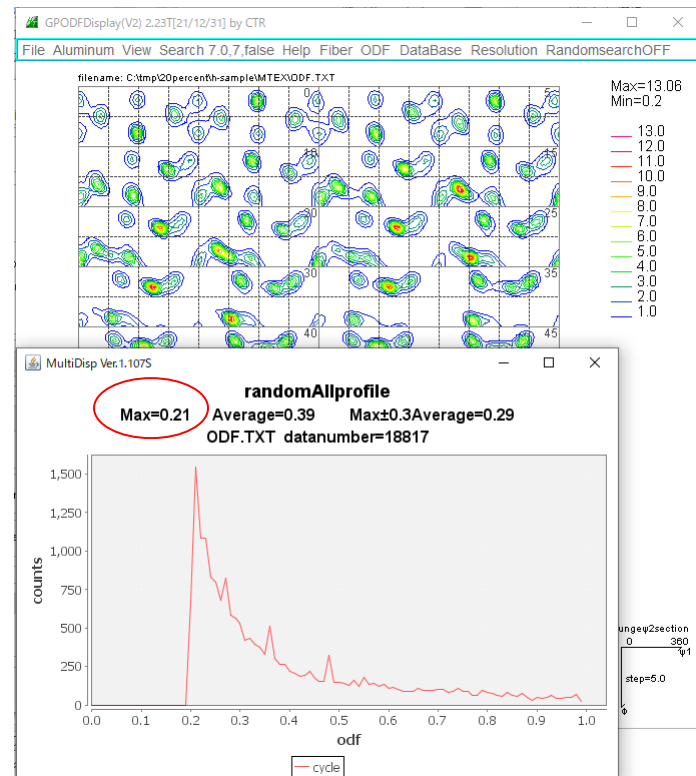 GPODFDisplay(V2) 2.23T[21/12/31] by CTR
File Aluminum View Search 7.0,7,false Help Fiber ODF DataBase Resolution RandomsearchOFF
filename: C:\tmp\20percent\h-sample\MTEX\ODF.TXT
Max=13.06
Min=0.2
0
5
10
15
20
25
30
35
40
45
13.0
12.0
11.0
10.0
9.0
8.0
7.0
6.0
5.0
4.0
3.0
2.0
1.0
MultiDisp Ver.1.107S
randomAllprofile
Max=0.21 Average=0.39 Max±0.3Average=0.29
ODF.TXT datanumber=18817
counts
1,500
1,250
1,000
750
500
250
0
0.0 0.1 0.2 0.3 0.4 0.5 0.6 0.7 0.8 0.9 1.0
odf
cycle
ungeψ2section
0 360
ψ1
step=5.0